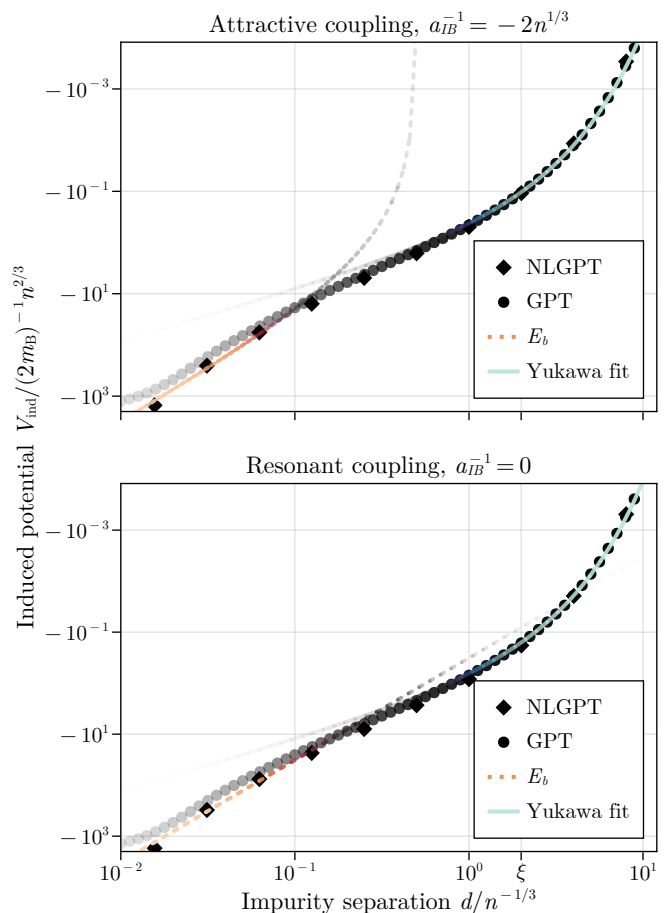 Attractive coupling, $a_{IB}^{-1} = -2n^{1/3}$
$-10^{-3}$
$-10^{-1}$
$-10^{1}$
$-10^{3}$
NLGPT
GPT
$E_b$
Yukawa fit
Induced potential $V_{\mathrm{ind}}/(2m_{\mathrm{B}})^{-1}n^{2/3}$
Resonant coupling, $a_{IB}^{-1} = 0$
$-10^{-3}$
$-10^{-1}$
$-10^{1}$
$-10^{3}$
NLGPT
GPT
$E_b$
Yukawa fit
$10^{-2}$ $10^{-1}$ $10^{0}$ $\xi$ $10^{1}$
Impurity separation $d/n^{-1/3}$